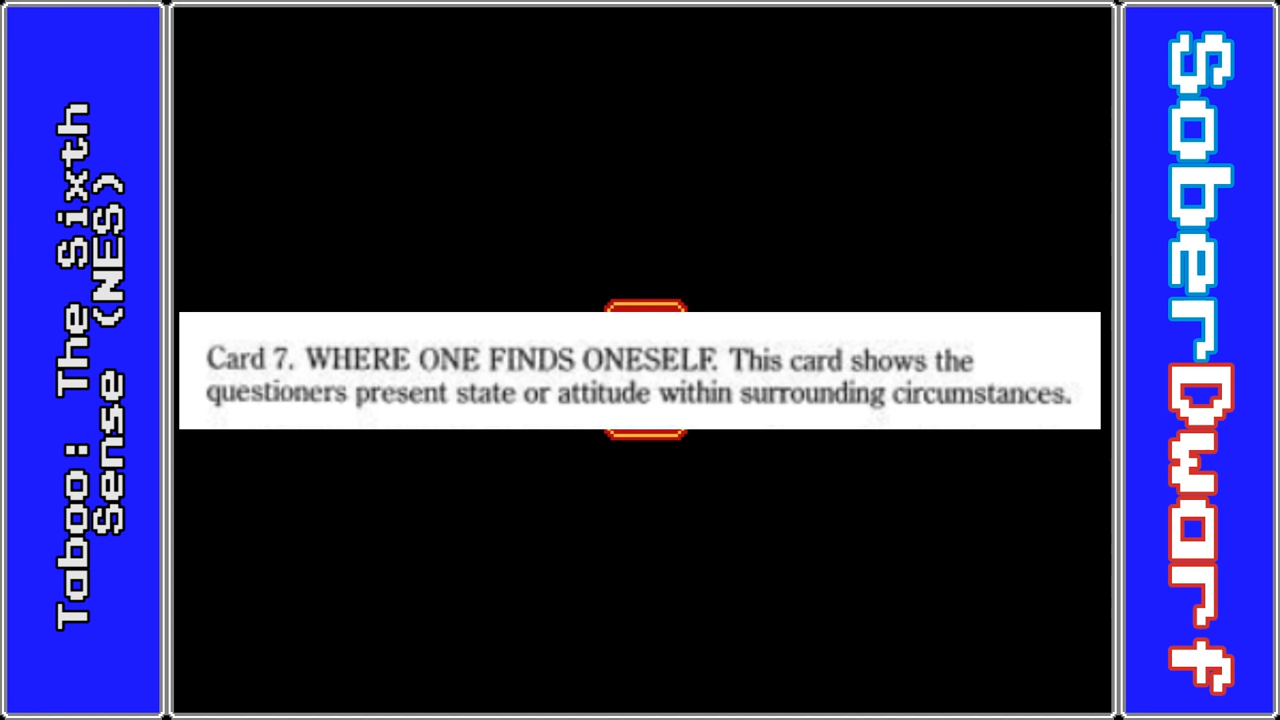 Taboo: The Sixth
Sense (NES)
Card 7. WHERE ONE FINDS ONESELF. This card shows the
questioners present state or attitude within surrounding circumstances.
SoberDwarf